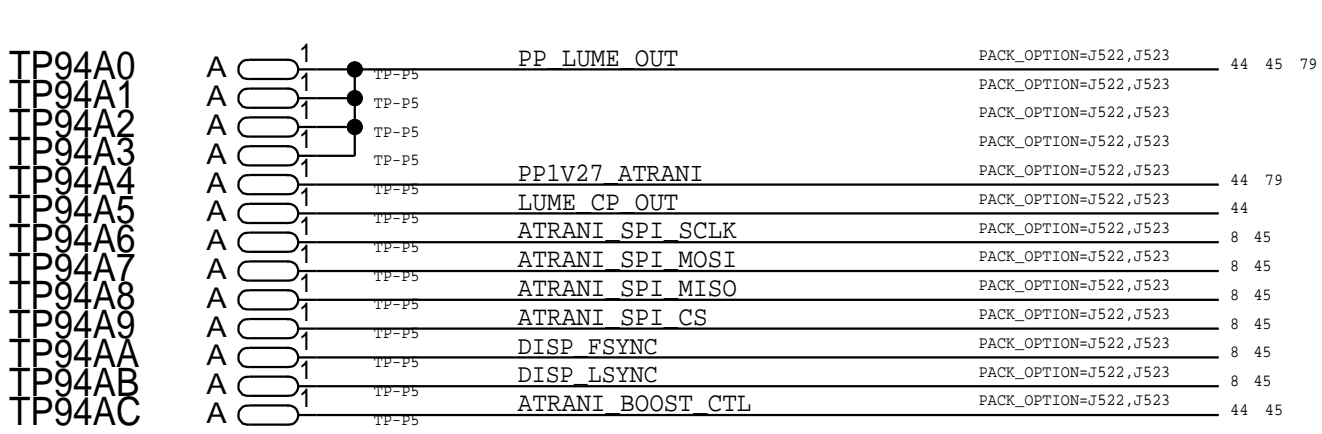 TP94A0 A 1 TP-P5 PP_LUME_OUT PACK_OPTION=J522,J523 44 45 79
TP94A1 A 1 TP-P5 PACK_OPTION=J522,J523
TP94A2 A 1 TP-P5 PACK_OPTION=J522,J523
TP94A3 A 1 TP-P5 PACK_OPTION=J522,J523
TP94A4 A 1 TP-P5 PP1V27_ATRANI PACK_OPTION=J522,J523 44 79
TP94A5 A 1 TP-P5 LUME_CP_OUT PACK_OPTION=J522,J523 44
TP94A6 A 1 TP-P5 ATRANI_SPI_SCLK PACK_OPTION=J522,J523 8 45
TP94A7 A 1 TP-P5 ATRANI_SPI_MOSI PACK_OPTION=J522,J523 8 45
TP94A8 A 1 TP-P5 ATRANI_SPI_MISO PACK_OPTION=J522,J523 8 45
TP94A9 A 1 TP-P5 ATRANI_SPI_CS PACK_OPTION=J522,J523 8 45
TP94AA A 1 TP-P5 DISP_FSYNC PACK_OPTION=J522,J523 8 45
TP94AB A 1 TP-P5 DISP_LSYNC PACK_OPTION=J522,J523 8 45
TP94AC A 1 TP-P5 ATRANI_BOOST_CTL PACK_OPTION=J522,J523 44 45